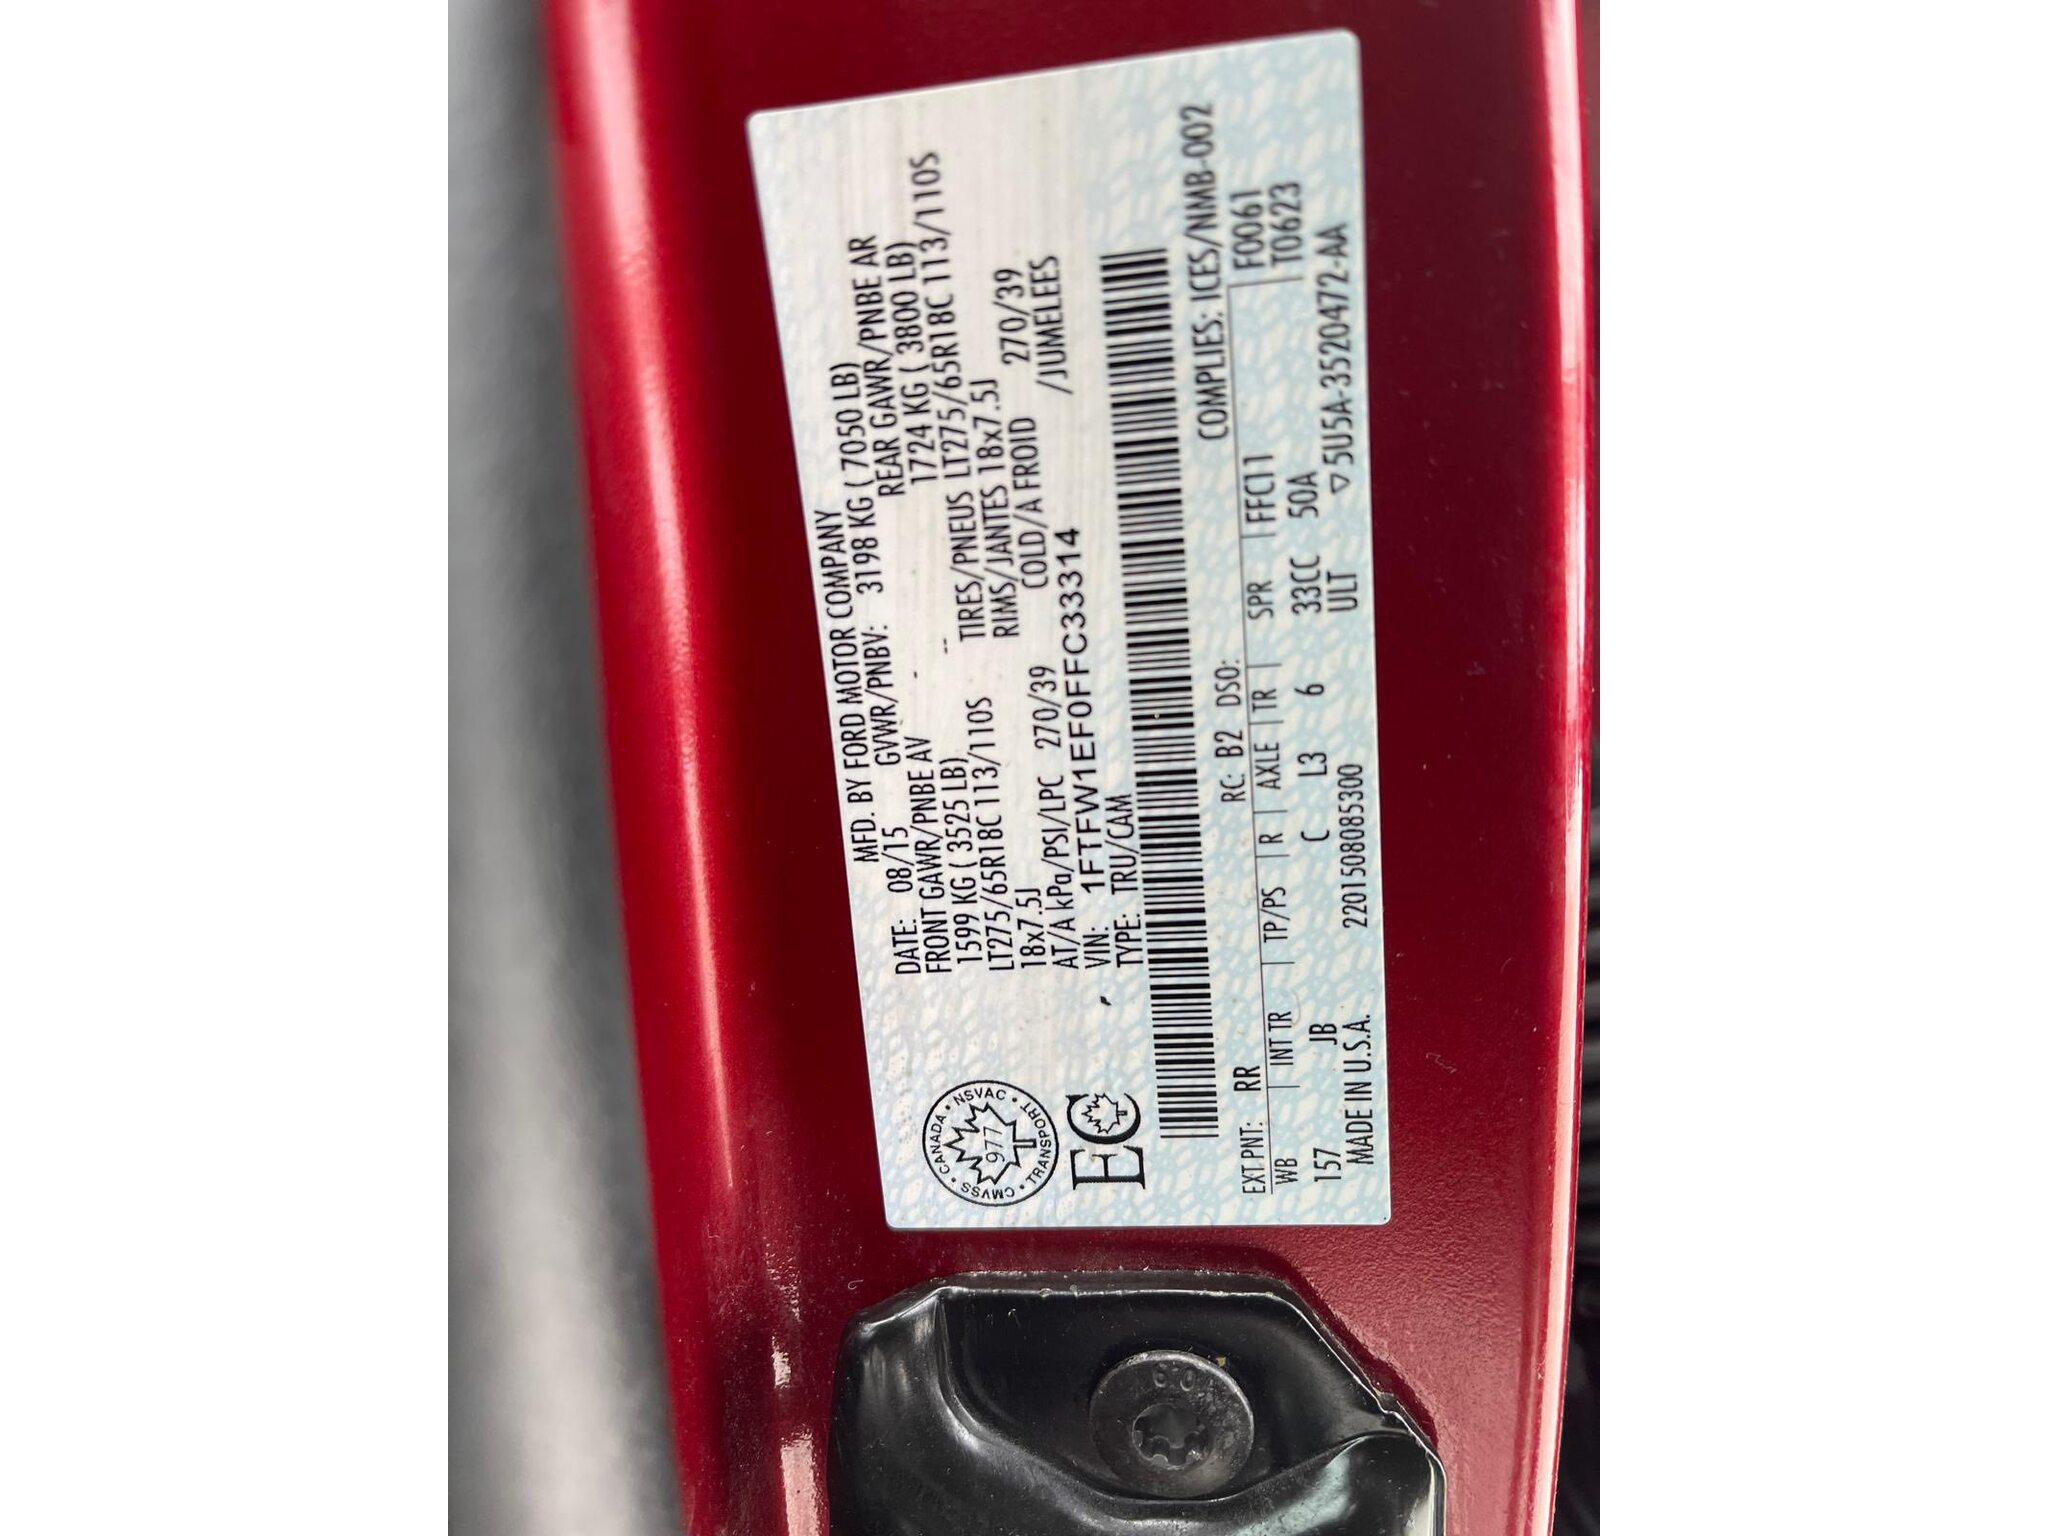 MFD. BY FORD MOTOR COMPANY
DATE: 08/15 GVWR/PNBV: 3198 KG ( 7050 LB)
FRONT GAWR/PNBE AV - REAR GAWR/PNBE AR
1599 KG ( 3525 LB) -- 1724 KG ( 3800 LB)
LT275/65R18C 113/110S TIRES/PNEUS LT275/65R18C 113/110S
18x7.5J RIMS/JANTES 18x7.5J
AT/A kPa/PSI/LPC 270/39 COLD/A FROID 270/39
VIN: 1FTFW1EF0FFC33314 /JUMELEES
TYPE: TRU/CAM
CANADA • NSVAC • TRANSPORT • CMVSS •
977
EC
COMPLIES: ICES/NMB-002
EXT.PNT: RR RC: B2 DSO: F0061
WB | INT TR | TP/PS | R | AXLE | TR | SPR | FFC11 T0623
157 JB C L3 6 33CC 50A
MADE IN U.S.A. 2201508085300 ULT ▽5U5A-3520472-AA
60